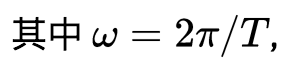 其中 ω = 2π/T,